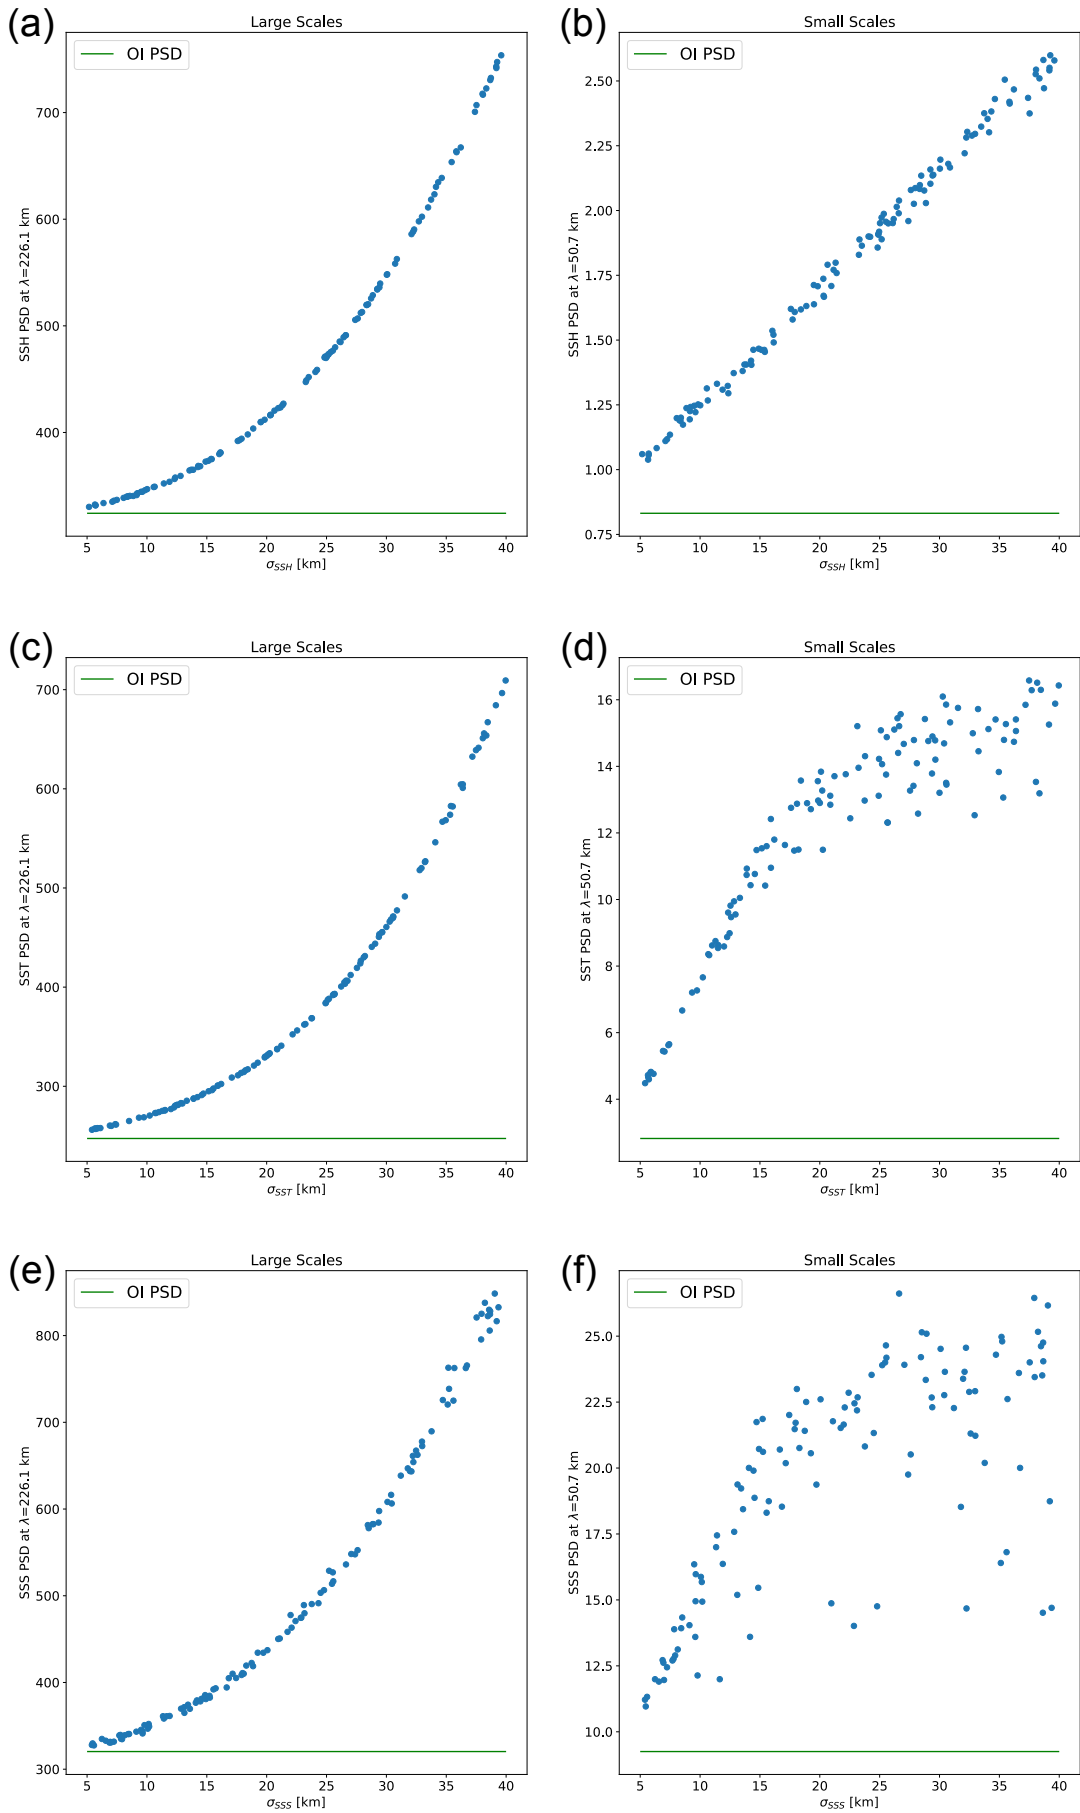 (a)
Large Scales
OI PSD
700
600
500
400
SSH PSD at λ=226.1 km
5 10 15 20 25 30 35 40
σSSH [km]
(b)
Small Scales
OI PSD
2.50
2.25
2.00
1.75
1.50
1.25
1.00
0.75
SSH PSD at λ=50.7 km
5 10 15 20 25 30 35 40
σSSH [km]
(c)
Large Scales
OI PSD
700
600
500
400
300
SST PSD at λ=226.1 km
5 10 15 20 25 30 35 40
σSST [km]
(d)
Small Scales
OI PSD
16
14
12
10
8
6
4
SST PSD at λ=50.7 km
5 10 15 20 25 30 35 40
σSST [km]
(e)
Large Scales
OI PSD
800
700
600
500
400
300
SSS PSD at λ=226.1 km
5 10 15 20 25 30 35 40
σSSS [km]
(f)
Small Scales
OI PSD
25.0
22.5
20.0
17.5
15.0
12.5
10.0
SSS PSD at λ=50.7 km
5 10 15 20 25 30 35 40
σSSS [km]